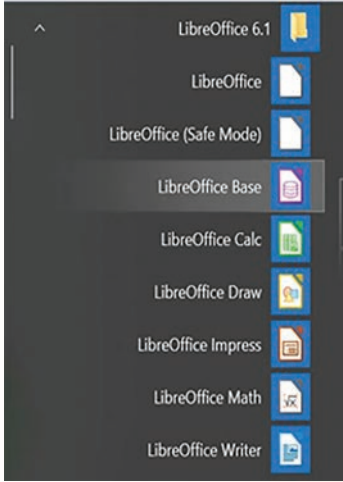 LibreOffice 6.1
LibreOffice
LibreOffice (Safe Mode)
LibreOffice Base
LibreOffice Calc
LibreOffice Draw
LibreOffice Impress
LibreOffice Math
LibreOffice Writer